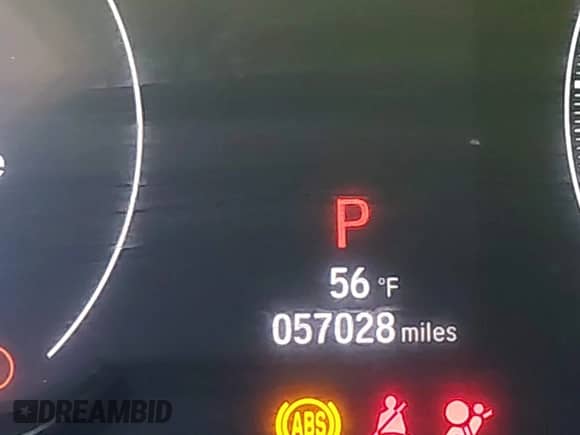 P
56 °F
057028 miles
ABS
DREAMBID